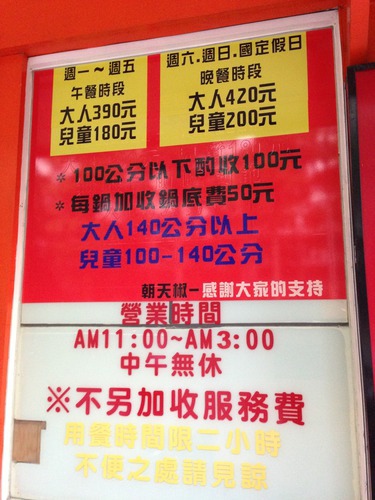 週一～週五
午餐時段
大人390元
兒童180元
週六.週日.國定假日
晚餐時段
大人420元
兒童200元
＊100公分以下酌收100元
＊每鍋加收鍋底費50元
大人140公分以上
兒童100-140公分
朝天椒-感謝大家的支持
營業時間
AM11:00~AM3:00
中午無休
※不另加收服務費
用餐時間限二小時
不便之處請見諒